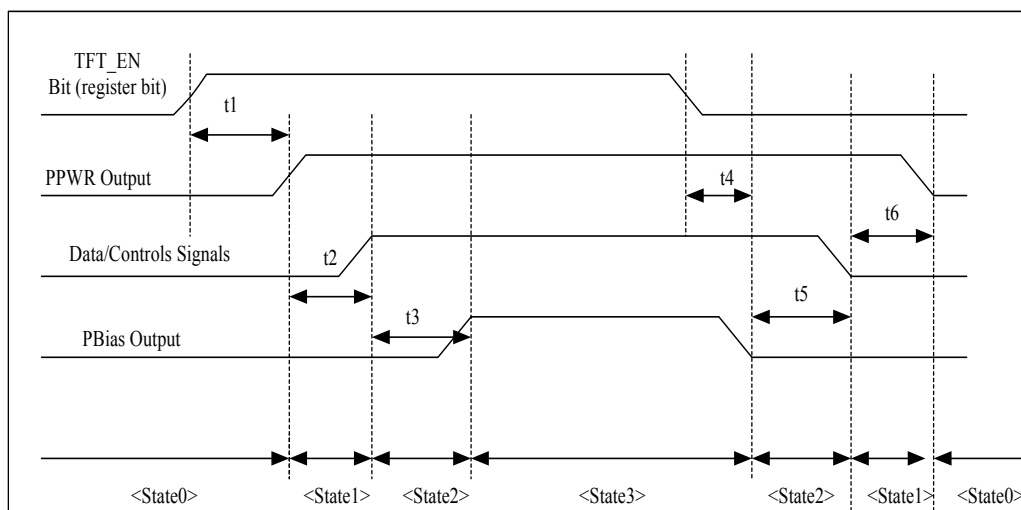 TFT_EN
Bit (register bit)
t1
PPWR Output
t4
t6
Data/Controls Signals
t2
t5
t3
PBias Output
<State0> <State1> <State2> <State3> <State2> <State1> <State0>